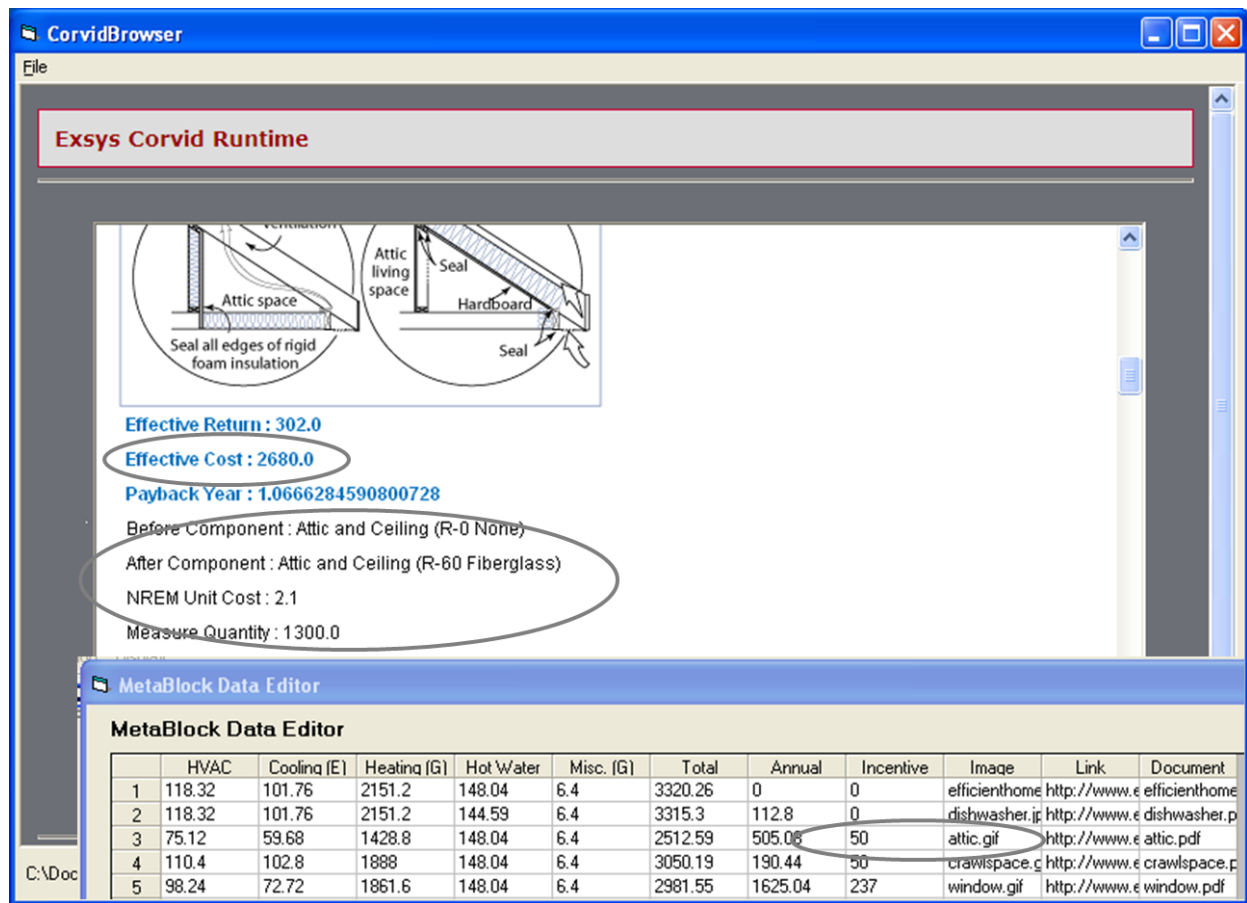 CorvidBrowser
File
Exsys Corvid Runtime
Ventilation
Attic space
Seal all edges of rigid
foam insulation
Attic
living
space
Seal
Hardboard
Seal
Effective Return : 302.0
Effective Cost : 2680.0
Payback Year : 1.0666284590800728
Before Component : Attic and Ceiling (R-0 None)
After Component : Attic and Ceiling (R-60 Fiberglass)
NREM Unit Cost : 2.1
Measure Quantity : 1300.0
C:\Doc
MetaBlock Data Editor
MetaBlock Data Editor
HVAC Cooling (E) Heating (G) Hot Water Misc. (G) Total Annual Incentive Image Link Document
1 118.32 101.76 2151.2 148.04 6.4 3320.26 0 0 efficienthome http://www.e efficienthome
2 118.32 101.76 2151.2 144.59 6.4 3315.3 112.8 0 dishwasher.jp http://www.e dishwasher.p
3 75.12 59.68 1428.8 148.04 6.4 2512.59 505.08 50 attic.gif http://www.e attic.pdf
4 110.4 102.8 1888 148.04 6.4 3050.19 190.44 50 crawlspace.g http://www.e crawlspace.p
5 98.24 72.72 1861.6 148.04 6.4 2981.55 1625.04 237 window.gif http://www.e window.pdf